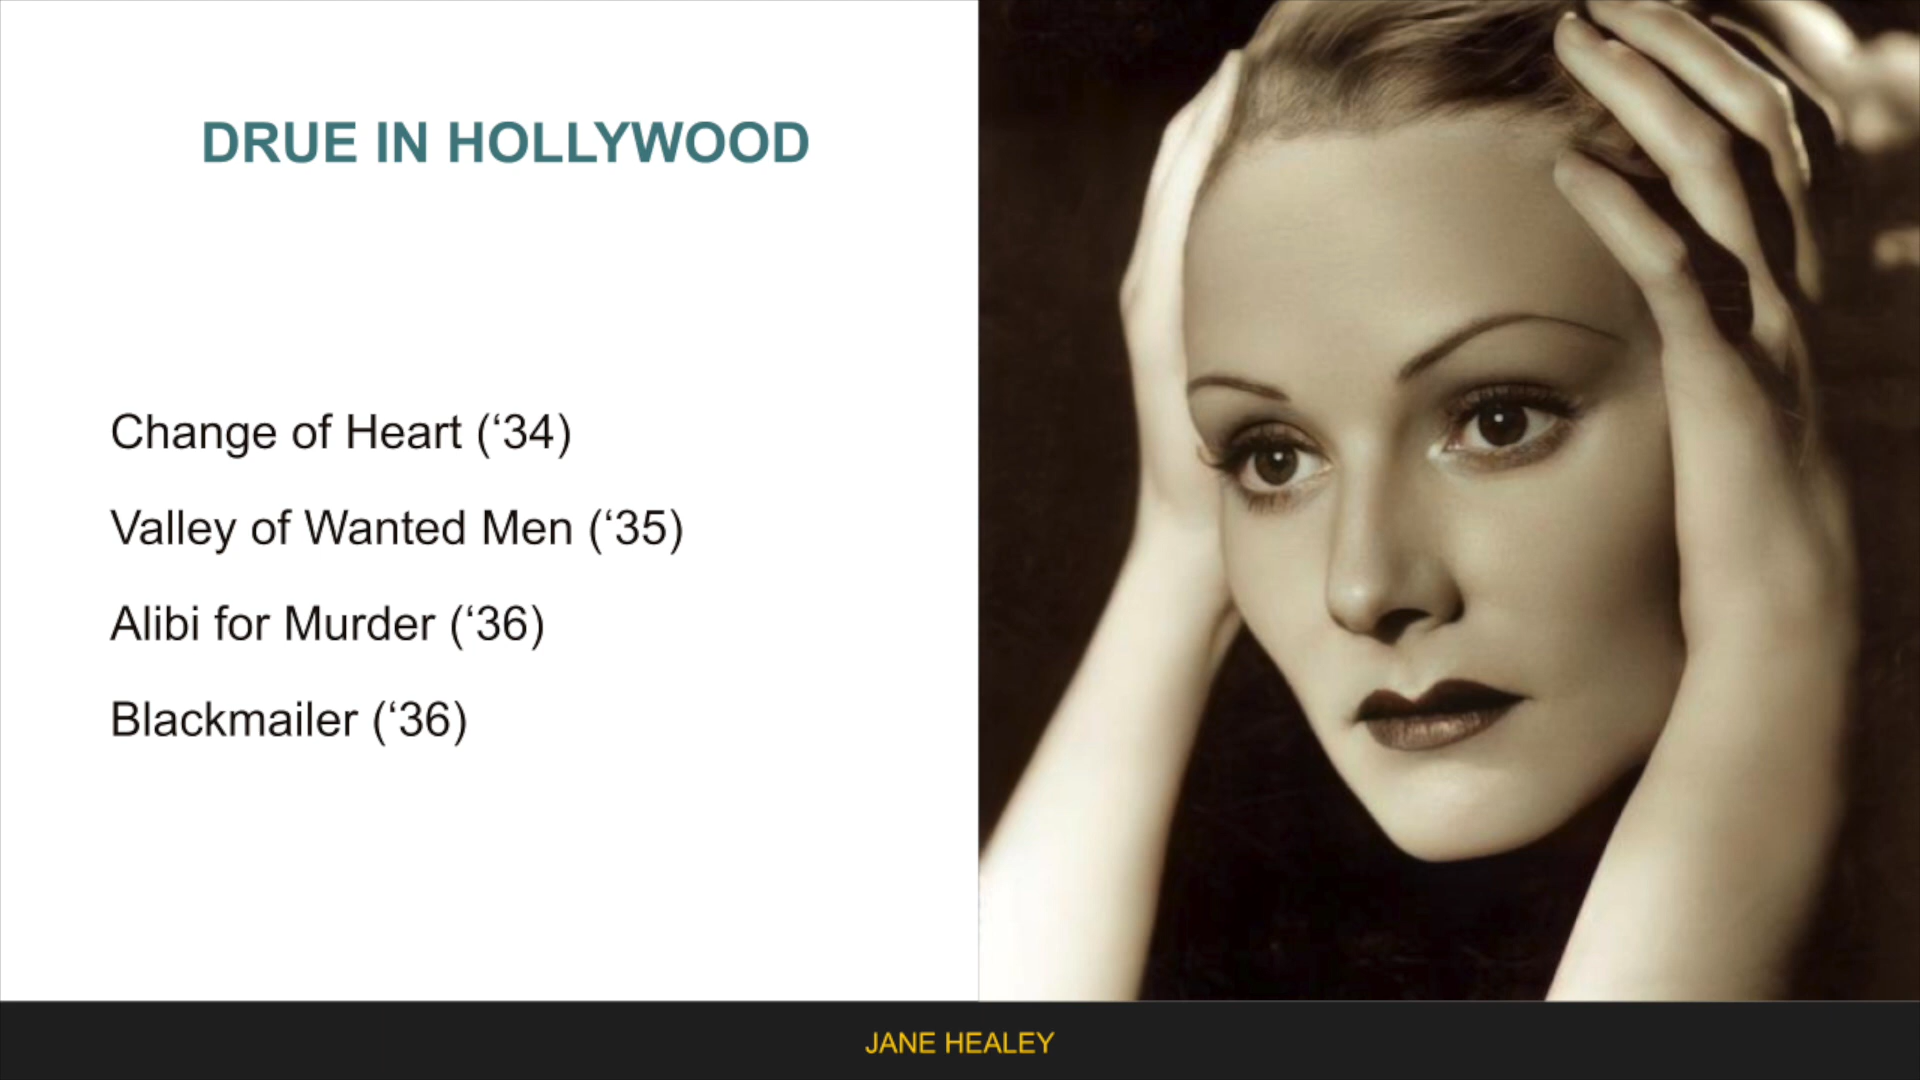 DRUE IN HOLLYWOOD
Change of Heart (‘34)
Valley of Wanted Men (‘35)
Alibi for Murder (‘36)
Blackmailer (‘36)
JANE HEALEY